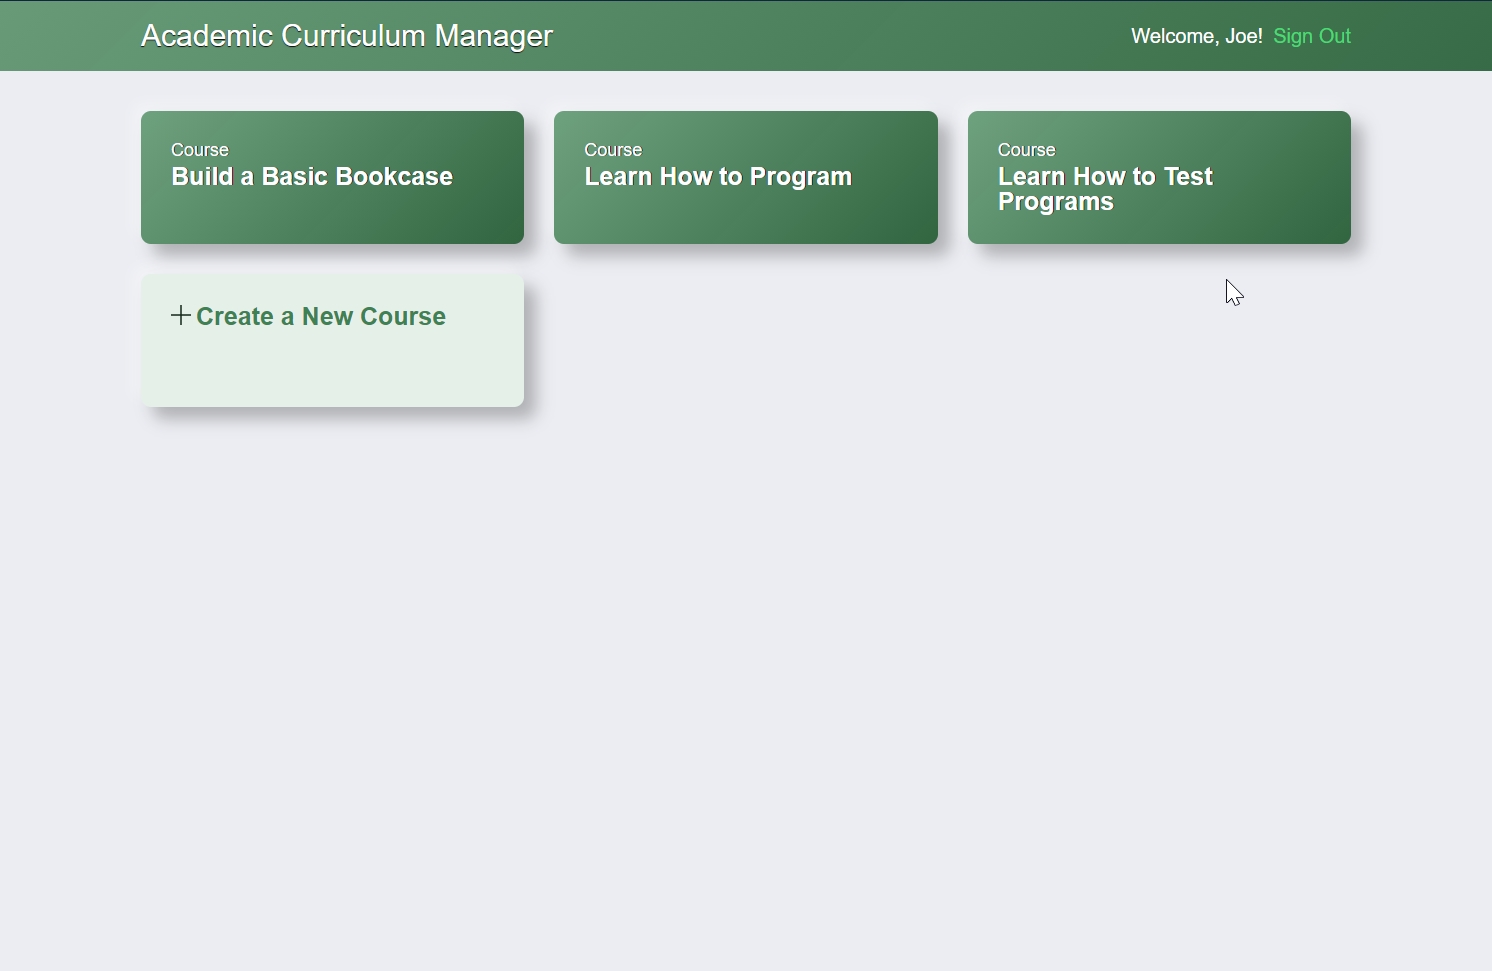 Academic Curriculum Manager
Welcome, Joe! Sign Out
Course
Build a Basic Bookcase
Course
Learn How to Program
Course
Learn How to Test
Programs
Create a New Course